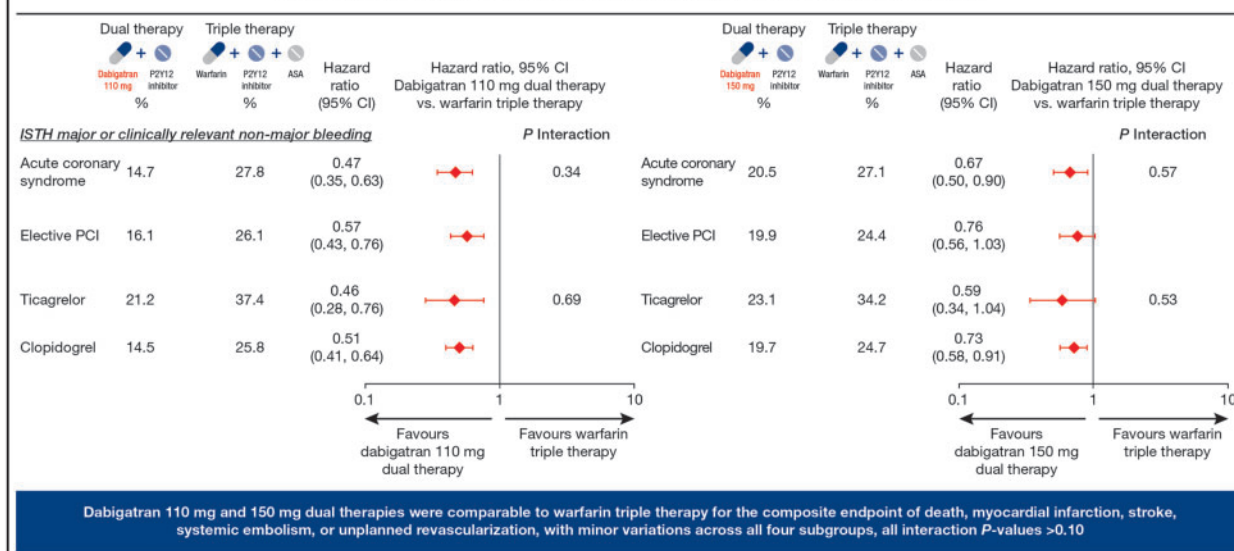 Dual therapy
Triple therapy
+
+ +
Dabigatran 110 mg
P2Y12 inhibitor
Warfarin
P2Y12 inhibitor
ASA
%
%
Hazard ratio (95% CI)
Hazard ratio, 95% CI
Dabigatran 110 mg dual therapy
vs. warfarin triple therapy
ISTH major or clinically relevant non-major bleeding
P Interaction
Acute coronary syndrome 14.7 27.8 0.47 (0.35, 0.63) 0.34
Elective PCI 16.1 26.1 0.57 (0.43, 0.76)
Ticagrelor 21.2 37.4 0.46 (0.28, 0.76) 0.69
Clopidogrel 14.5 25.8 0.51 (0.41, 0.64)
0.1 1 10
Favours
dabigatran 110 mg
dual therapy
Favours warfarin
triple therapy
Dual therapy
Triple therapy
+
+ +
Dabigatran 150 mg
P2Y12 inhibitor
Warfarin
P2Y12 inhibitor
ASA
%
%
Hazard ratio (95% CI)
Hazard ratio, 95% CI
Dabigatran 150 mg dual therapy
vs. warfarin triple therapy
P Interaction
Acute coronary syndrome 20.5 27.1 0.67 (0.50, 0.90) 0.57
Elective PCI 19.9 24.4 0.76 (0.56, 1.03)
Ticagrelor 23.1 34.2 0.59 (0.34, 1.04) 0.53
Clopidogrel 19.7 24.7 0.73 (0.58, 0.91)
0.1 1 10
Favours
dabigatran 150 mg
dual therapy
Favours warfarin
triple therapy
Dabigatran 110 mg and 150 mg dual therapies were comparable to warfarin triple therapy for the composite endpoint of death, myocardial infarction, stroke,
systemic embolism, or unplanned revascularization, with minor variations across all four subgroups, all interaction P-values >0.10